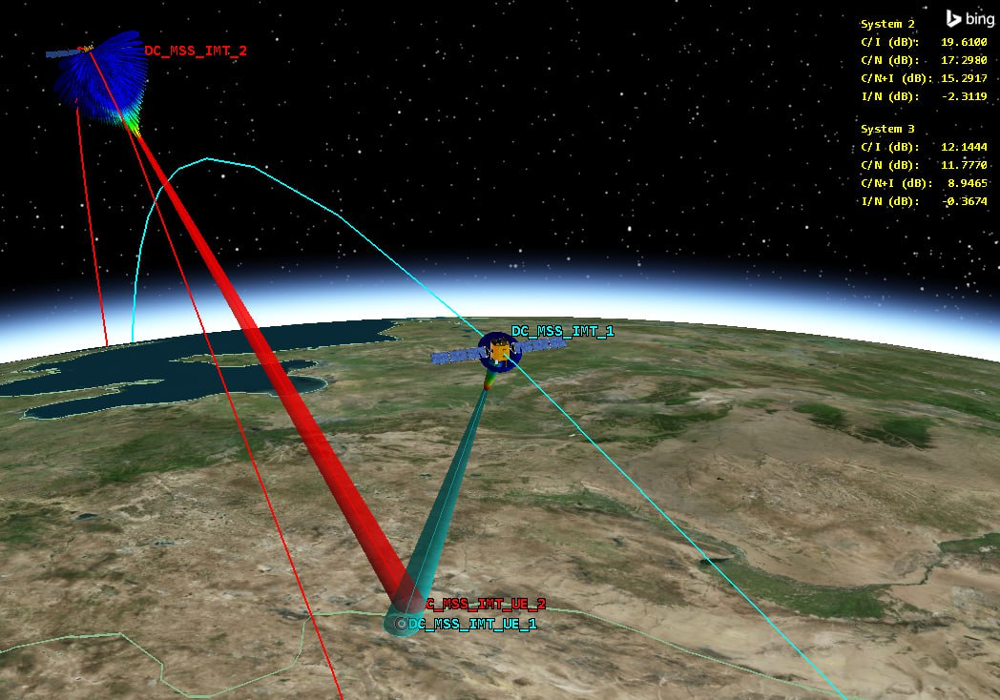 System 2
bing
C/I (dB): 19.6100
C/N (dB): 17.2980
C/N+I (dB): 15.2917
I/N (dB): -2.3119
System 3
C/I (dB): 12.1444
C/N (dB): 11.7770
C/N+I (dB): 8.9465
I/N (dB): -0.3674
DC_MSS_IMT_2
DC_MSS_IMT_1
C_MSS_IMT_UE_2
DC_MSS_IMT_UE_1